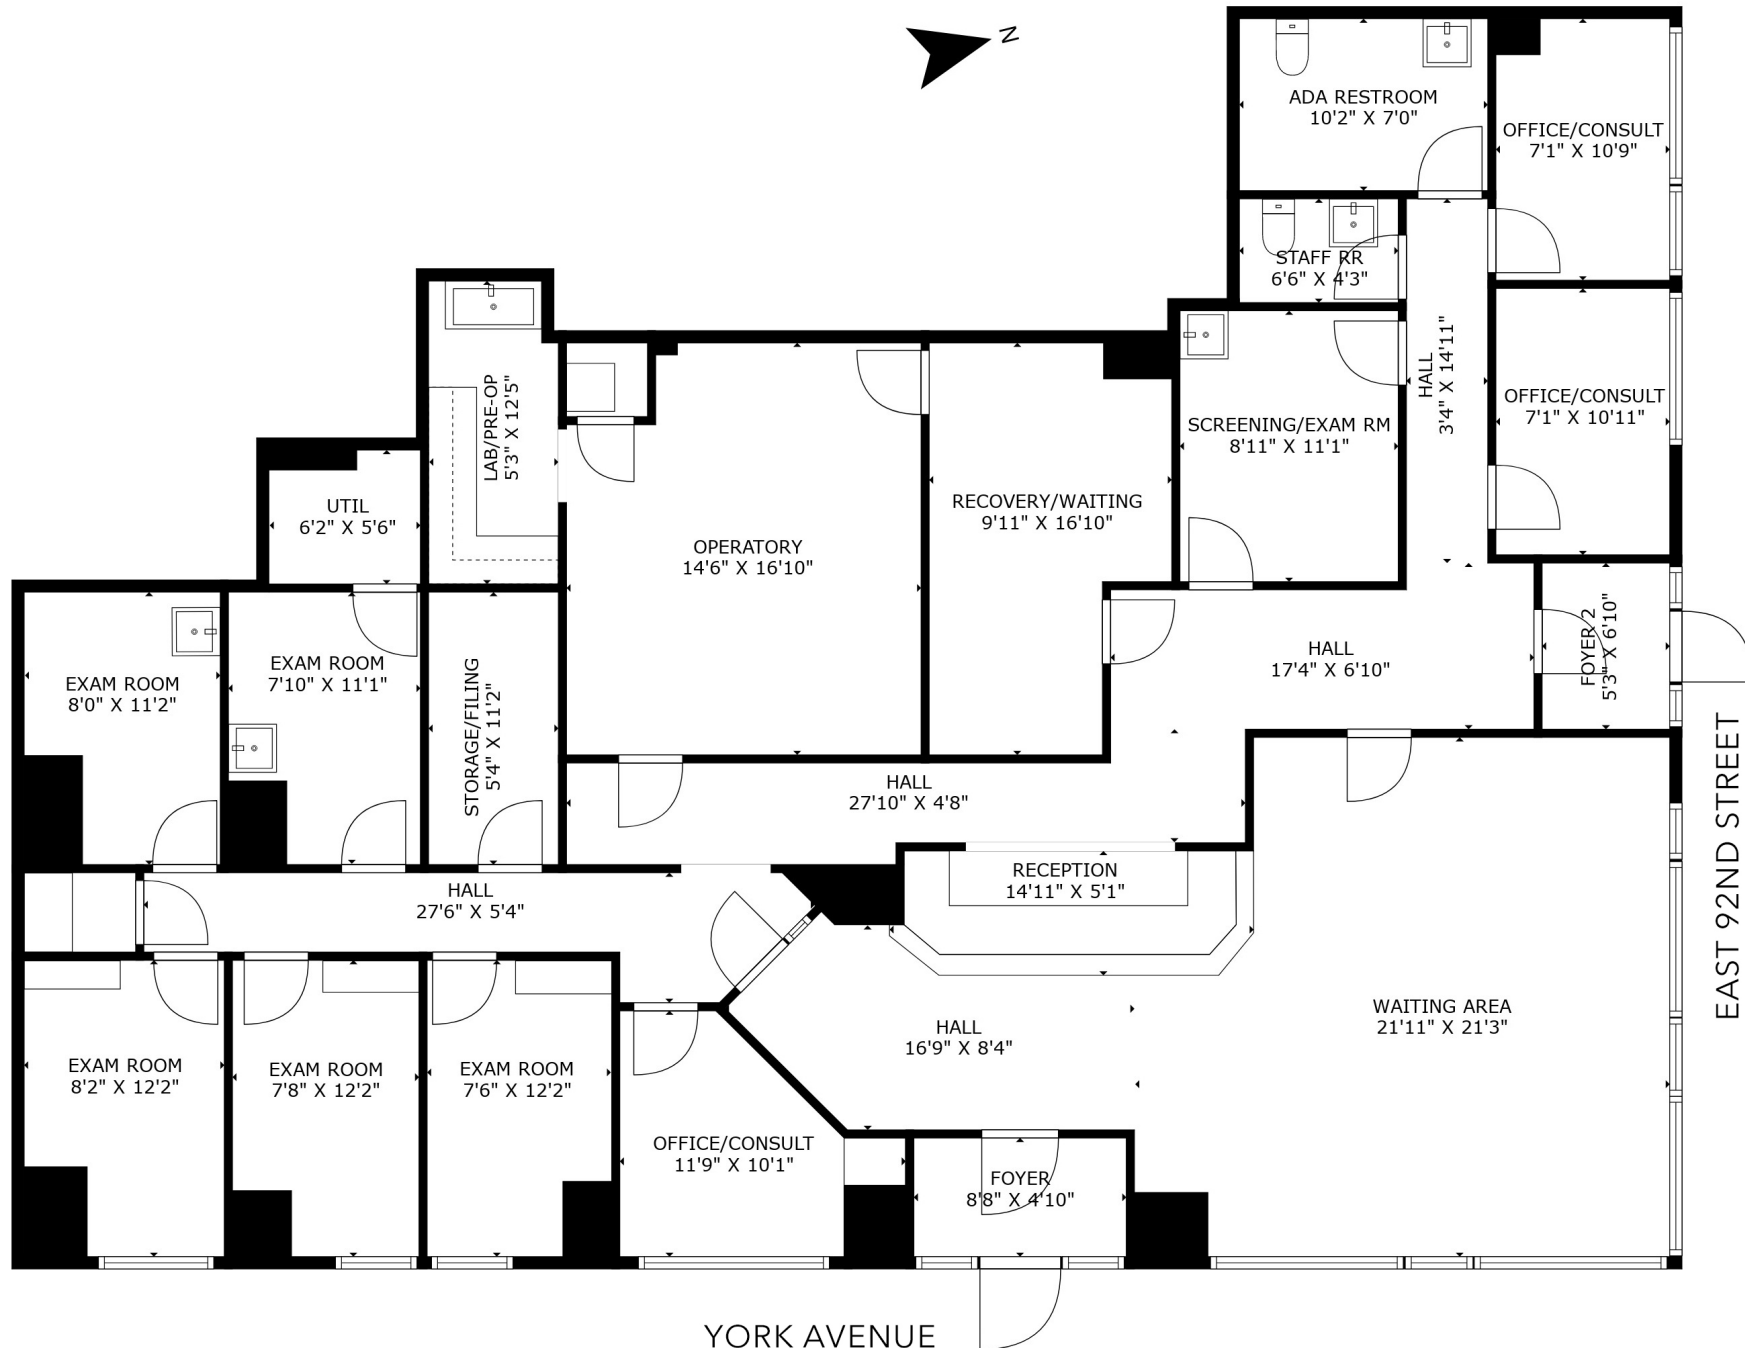 N
ADA RESTROOM
10'2" X 7'0"
OFFICE/CONSULT
7'1" X 10'9"
STAFF RR
6'6" X 4'3"
HALL
3'4" X 14'11"
OFFICE/CONSULT
7'1" X 10'11"
SCREENING/EXAM RM
8'11" X 11'1"
LAB/PRE-OP
5'3" X 12'5"
UTIL
6'2" X 5'6"
OPERATORY
14'6" X 16'10"
RECOVERY/WAITING
9'11" X 16'10"
HALL
17'4" X 6'10"
FOYER 2
5'3" X 6'10"
EXAM ROOM
8'0" X 11'2"
EXAM ROOM
7'10" X 11'1"
STORAGE/FILING
5'4" X 11'2"
HALL
27'10" X 4'8"
RECEPTION
14'11" X 5'1"
HALL
27'6" X 5'4"
WAITING AREA
21'11" X 21'3"
HALL
16'9" X 8'4"
EXAM ROOM
8'2" X 12'2"
EXAM ROOM
7'8" X 12'2"
EXAM ROOM
7'6" X 12'2"
OFFICE/CONSULT
11'9" X 10'1"
FOYER
8'8" X 4'10"
EAST 92ND STREET
YORK AVENUE